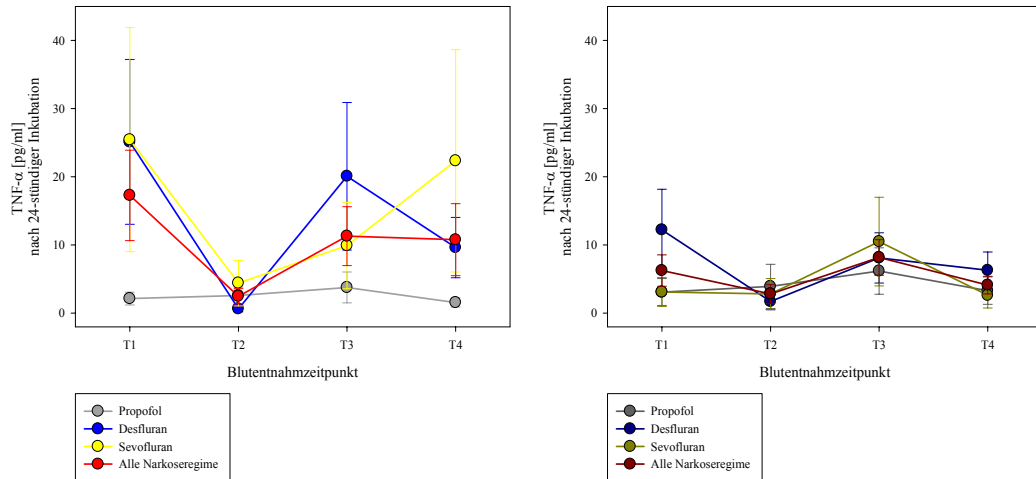 TNF-α [pg/ml]
nach 24-stündiger Inkubation
40
30
20
10
0
T1
T2
T3
T4
Blutentnahmzeitpunkt
Propofol
Desfluran
Sevofluran
Alle Narkoseregime
TNF-α [pg/ml]
nach 24-stündiger Inkubation
40
30
20
10
0
T1
T2
T3
T4
Blutentnahmzeitpunkt
Propofol
Desfluran
Sevofluran
Alle Narkoseregime